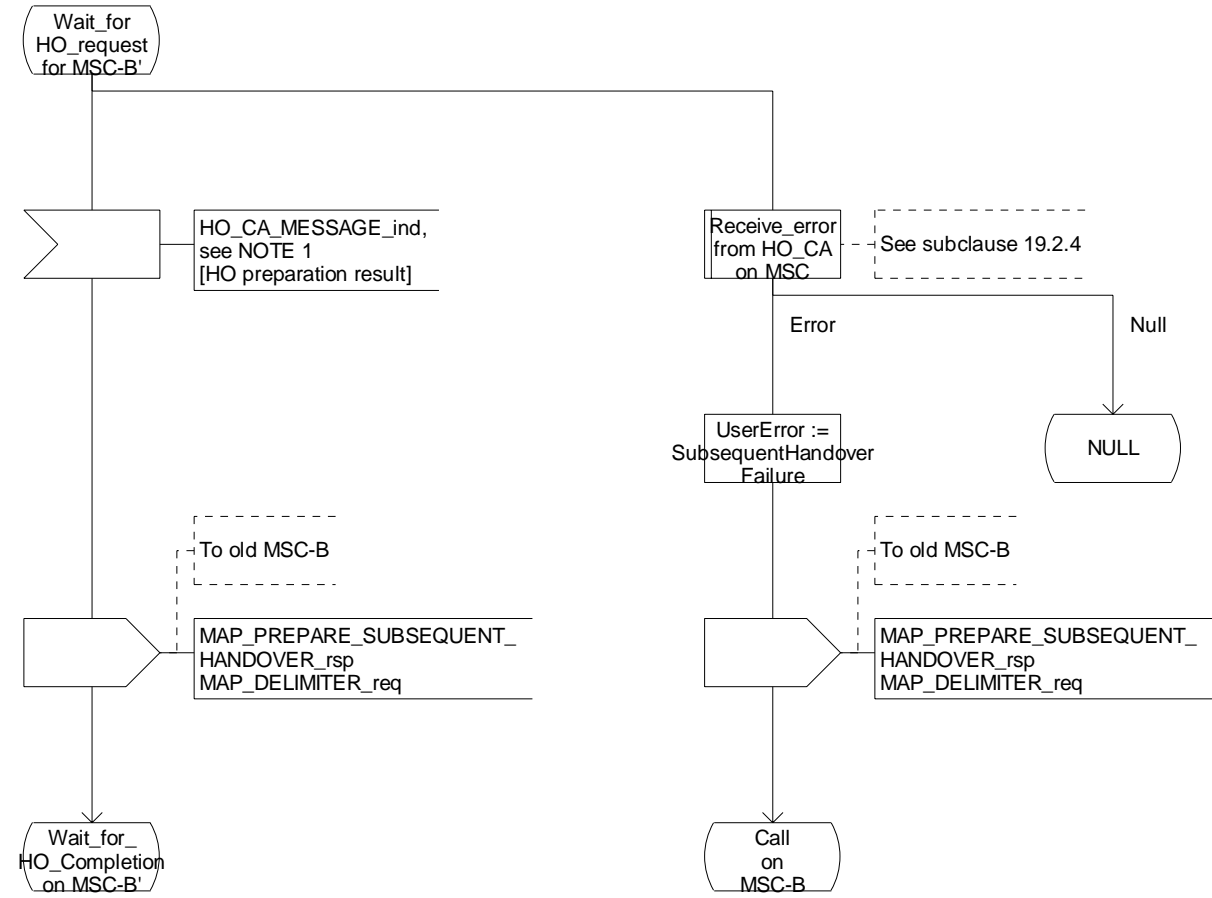 Wait_for
HO_request
for MSC-B'
HO_CA_MESSAGE_ind,
see NOTE 1
[HO preparation result]
Receive_error
from HO_CA
on MSC
See subclause 19.2.4
Error
Null
UserError :=
SubsequentHandover
Failure
NULL
To old MSC-B
To old MSC-B
MAP_PREPARE_SUBSEQUENT_
HANDOVER_rsp
MAP_DELIMITER_req
MAP_PREPARE_SUBSEQUENT_
HANDOVER_rsp
MAP_DELIMITER_req
Wait_for_
HO_Completion
on MSC-B'
Call
on
MSC-B